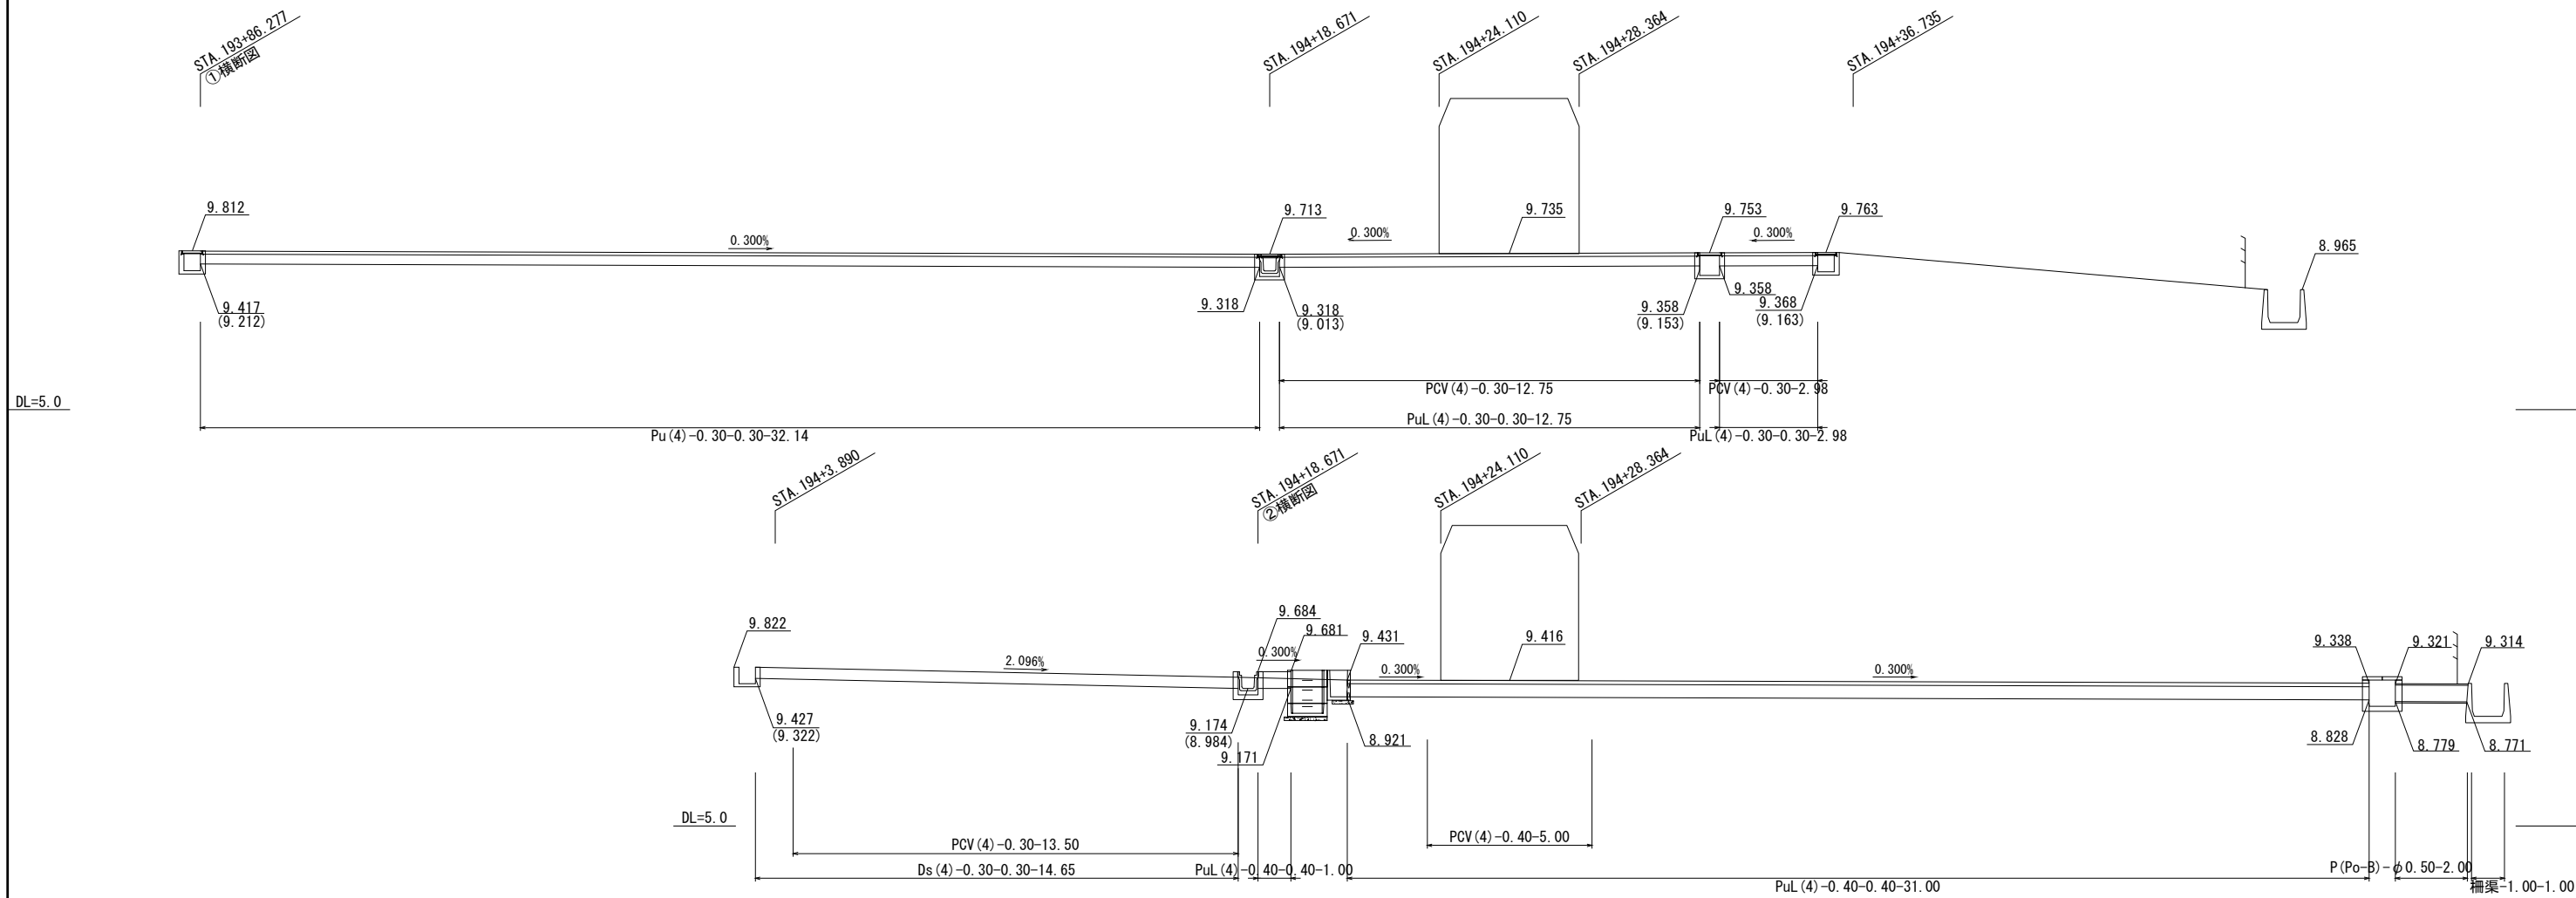 STA.193+86.277
①横断図
STA.194+18.671
STA.194+24.110
STA.194+28.364
STA.194+36.735
9.812
0.300%
9.713
0.300%
9.735
9.753
0.300%
9.763
8.965
9.417
(9.212)
9.318
9.318
(9.013)
9.358
(9.153)
9.358
9.368
(9.163)
PCV(4)-0.30-12.75
PCV(4)-0.30-2.98
DL=5.0
Pu(4)-0.30-0.30-32.14
PuL(4)-0.30-0.30-12.75
PuL(4)-0.30-0.30-2.98
STA.194+3.890
STA.194+18.671
②横断図
STA.194+24.110
STA.194+28.364
9.822
2.096%
9.684
0.300%
9.681
9.431
0.300%
9.416
0.300%
9.338
9.321
9.314
9.427
(9.322)
9.174
(8.984)
9.171
8.921
8.828
8.779
8.771
DL=5.0
PCV(4)-0.30-13.50
PCV(4)-0.40-5.00
Ds(4)-0.30-0.30-14.65
PuL(4)-0.40-0.40-1.00
PuL(4)-0.40-0.40-31.00
P(Po-B)-φ0.50-2.00
柵渠-1.00-1.00